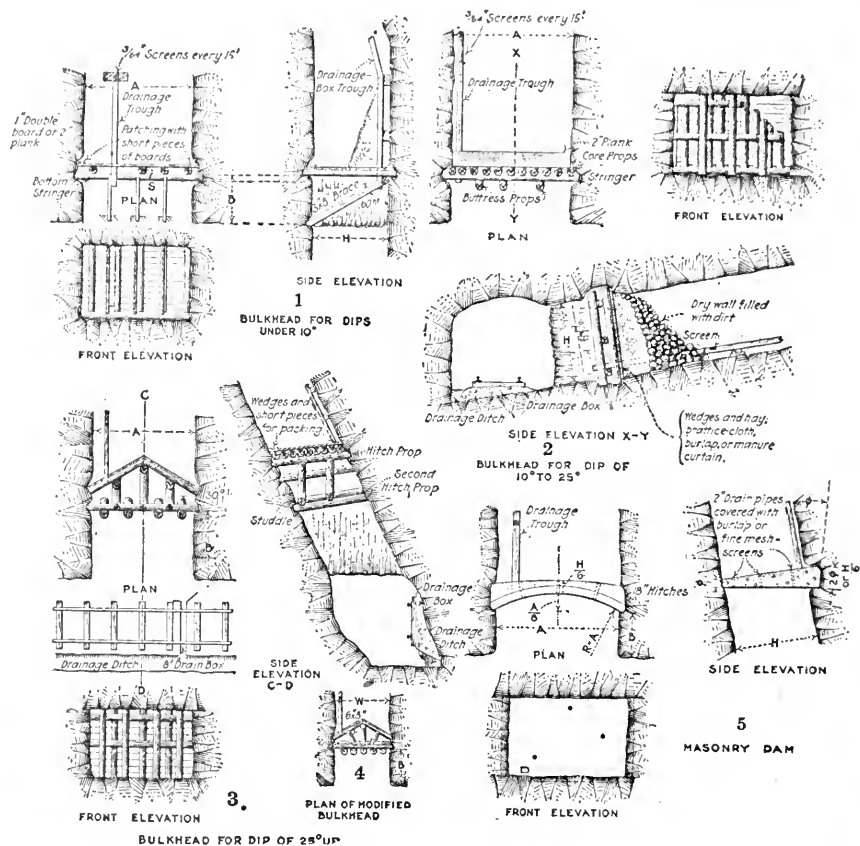 3/64" Screens every 15'
A
Drainage
Trough
1" Double
board or 2"
plank
Patching with
short pieces
of boards
Bottom
Stringer
S
PLAN
B
FRONT ELEVATION
Drainage-
Box Trough
Brace
60°
H
SIDE ELEVATION
1
BULKHEAD FOR DIPS
UNDER 10°
3/64" Screens every 15'
A
X
Drainage Trough
2" Plank
Core Props
Stringer
Buttress Props
Y
PLAN
FRONT ELEVATION
H
Dry wall filled
with dirt
Screen
Drainage Ditch
Drainage Box
Wedges and hay,
brattice-cloth,
burlap, or manure
curtain.
SIDE ELEVATION X-Y
2
BULKHEAD FOR DIP OF
10° TO 25°
C
A
B
PLAN
Drainage Ditch
8" Drain Box
D
FRONT ELEVATION
3.
BULKHEAD FOR DIP OF 25° UP
Wedges and
short pieces
for packing
Hitch Prop
Second
Hitch Prop
Studdle
Drainage
Box
Drainage
Ditch
SIDE
ELEVATION
C-D
W
6"x8"
B
4
PLAN OF MODIFIED
BULKHEAD
Drainage
Trough
H/6
8" Hitches
A/8
A
R=A
B
PLAN
D
FRONT ELEVATION
2" Drain pipes
covered with
burlap or
fine mesh-
screens
H
SIDE ELEVATION
5
MASONRY DAM